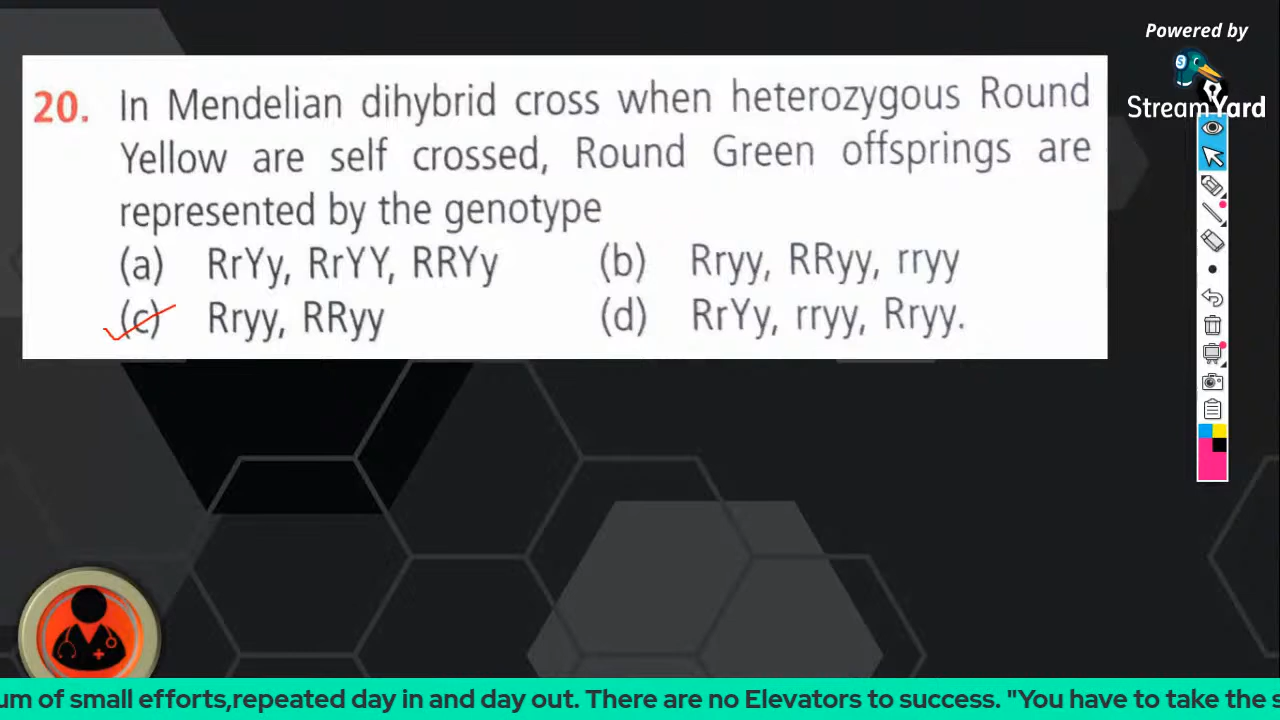 Powered by
StreamYard
20. In Mendelian dihybrid cross when heterozygous Round
Yellow are self crossed, Round Green offsprings are
represented by the genotype
(a) RrYy, RrYY, RRYy (b) Rryy, RRyy, rryy
(c) Rryy, RRyy (d) RrYy, rryy, Rryy.
um of small efforts,repeated day in and day out. There are no Elevators to success. "You have to take the s